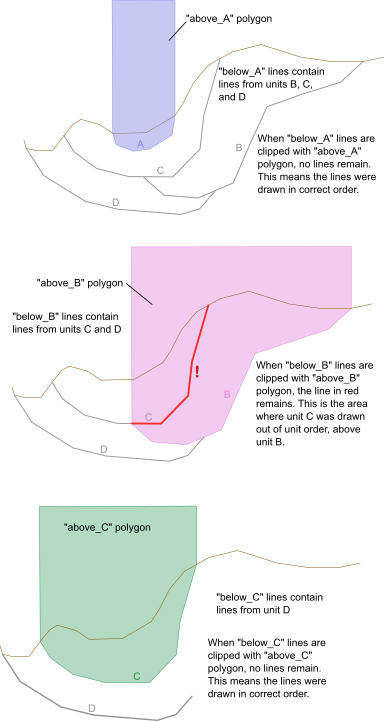 "above_A" polygon
"below_A" lines contain
lines from units B, C,
and D
A
B
C
D
When "below_A" lines are
clipped with "above_A"
polygon, no lines remain.
This means the lines were
drawn in correct order.
"above_B" polygon
"below_B" lines contain
lines from units C and D
!
B
C
D
When "below_B" lines are
clipped with "above_B"
polygon, the line in red
remains. This is the area
where unit C was drawn
out of unit order, above
unit B.
"above_C" polygon
"below_C" lines contain
lines from unit D
When "below_C" lines are
clipped with "above_C"
polygon, no lines remain.
This means the lines were
drawn in correct order.
C
D